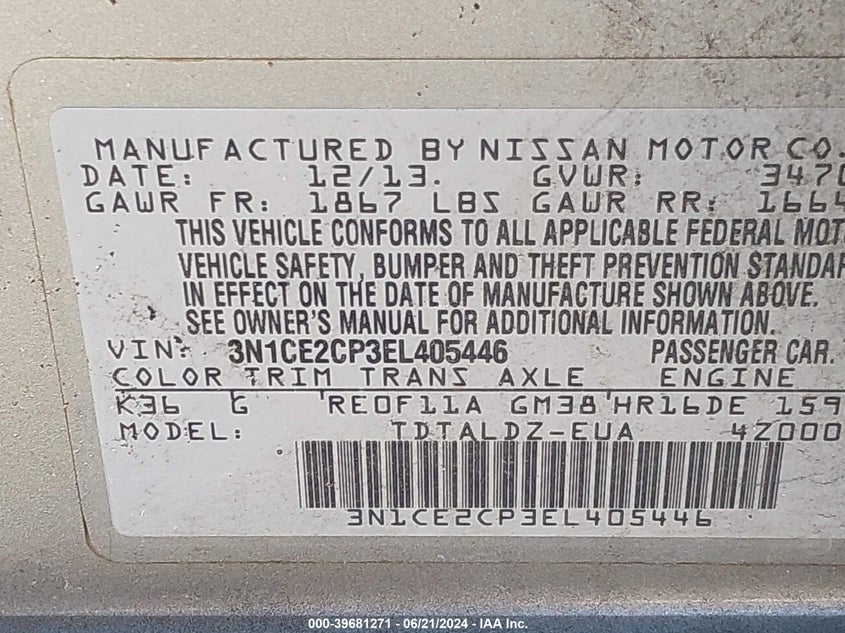 MANUFACTURED BY NISSAN MOTOR CO.
DATE: 12/13. GVWR: 3470
GAWR FR: 1867 LBS GAWR RR: 1664
THIS VEHICLE CONFORMS TO ALL APPLICABLE FEDERAL MOT
VEHICLE SAFETY, BUMPER AND THEFT PREVENTION STANDAR
IN EFFECT ON THE DATE OF MANUFACTURE SHOWN ABOVE.
SEE OWNER'S MANUAL FOR ADDITIONAL INFORMATION.
VIN: 3N1CE2CP3EL405446 PASSENGER CAR.
COLOR TRIM TRANS AXLE ENGINE
K36 G RE0F11A GM38 HR16DE 159
MODEL: TDTALDZ-EUA 4Z000
3N1CE2CP3EL405446
000-39681271 - 06/21/2024 - IAA, Inc.